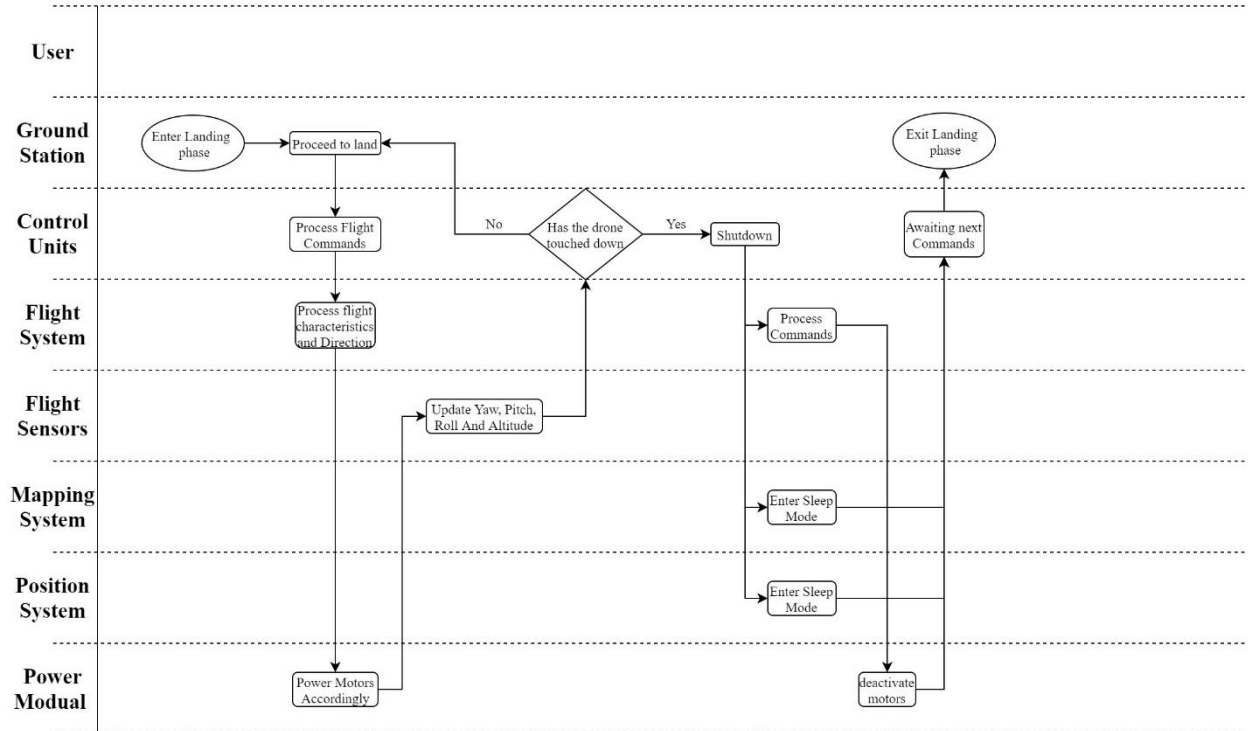 User
Ground
Station
Enter Landing
phase
Proceed to land
Exit Landing
phase
Control
Units
Process Flight
Commands
No
Has the drone
touched down
Yes
Shutdown
Awaiting next
Commands
Flight
System
Process flight
characteristics
and Direction
Process
Commands
Flight
Sensors
Update Yaw, Pitch,
Roll And Altitude
Mapping
System
Enter Sleep
Mode
Position
System
Enter Sleep
Mode
Power
Modual
Power Motors
Accordingly
deactivate
motors